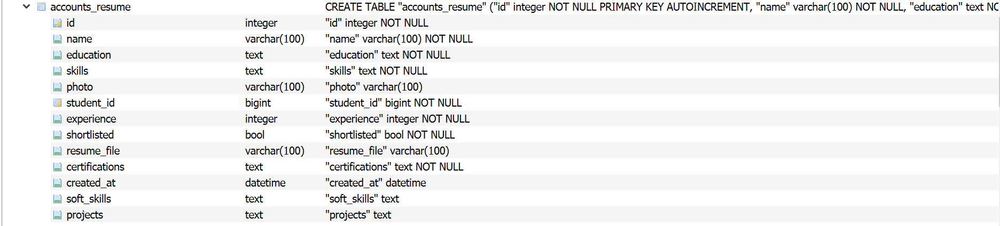 accounts_resume CREATE TABLE "accounts_resume" ("id" integer NOT NULL PRIMARY KEY AUTOINCREMENT, "name" varchar(100) NOT NULL, "education" text NO
id integer "id" integer NOT NULL
name varchar(100) "name" varchar(100) NOT NULL
education text "education" text NOT NULL
skills text "skills" text NOT NULL
photo varchar(100) "photo" varchar(100)
student_id bigint "student_id" bigint NOT NULL
experience integer "experience" integer NOT NULL
shortlisted bool "shortlisted" bool NOT NULL
resume_file varchar(100) "resume_file" varchar(100)
certifications text "certifications" text NOT NULL
created_at datetime "created_at" datetime
soft_skills text "soft_skills" text
projects text "projects" text